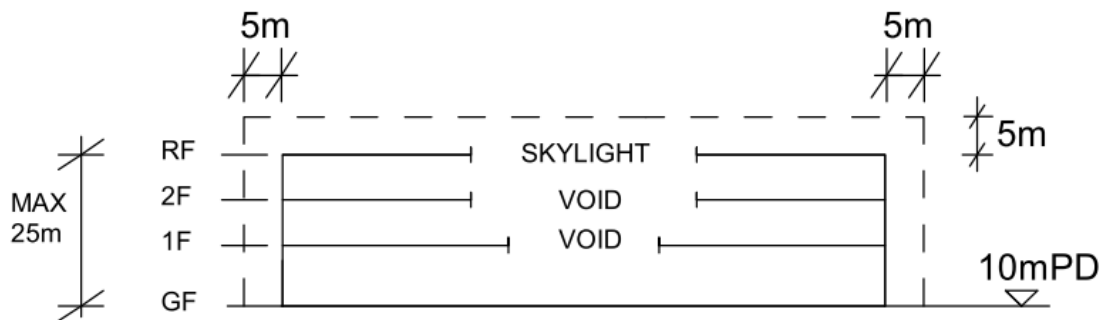 5m
5m
RF
SKYLIGHT
5m
MAX
25m
2F
VOID
1F
VOID
10mPD
GF